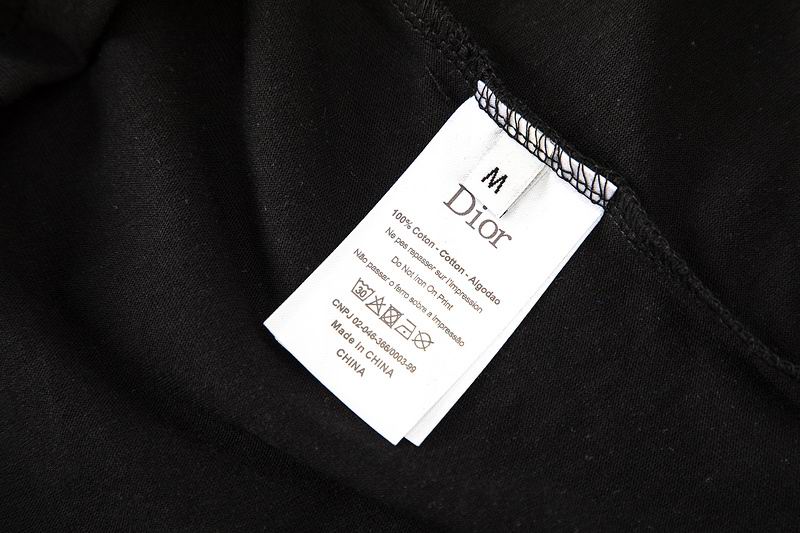 M
Dior
100% Coton - Cotton - Algodao
Ne pas repasser sur l'impression
Do Not Iron On Print
Não passar o ferro sobre a impressão
30
CNPJ 02-046-366/0003-99
Made In CHINA
CHINA